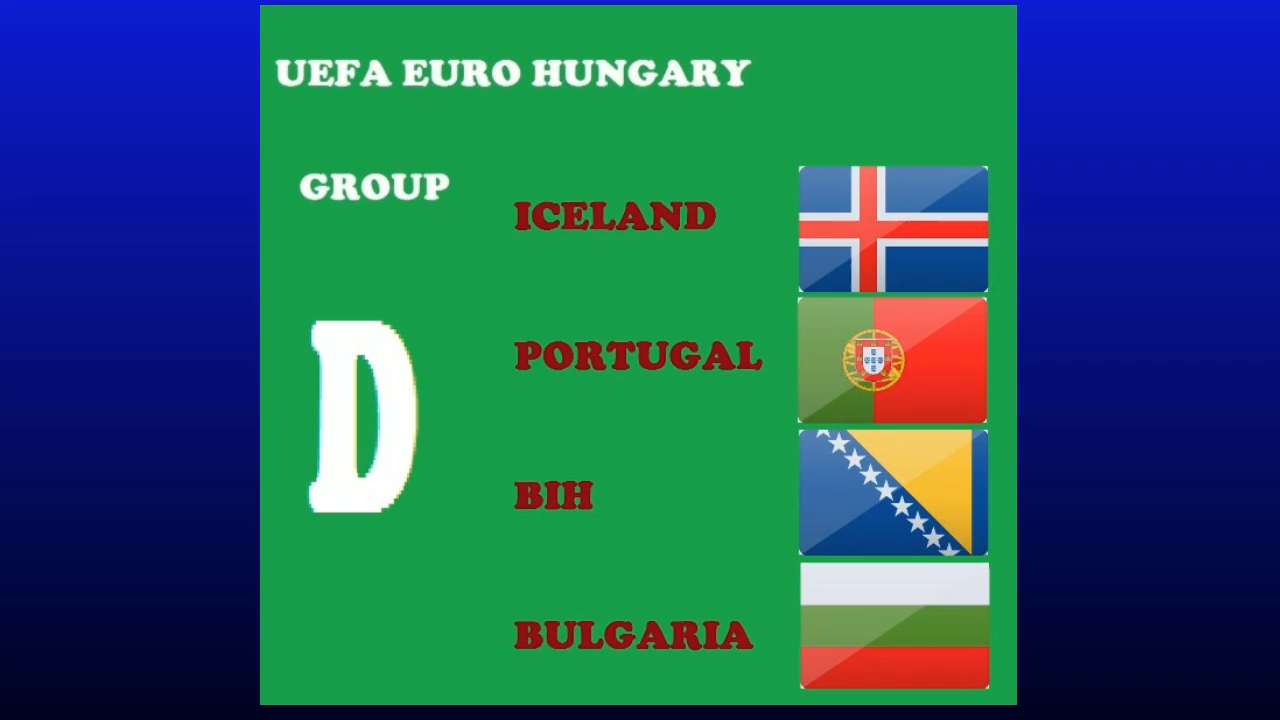 UEFA EURO HUNGARY
GROUP
D
ICELAND
PORTUGAL
BIH
BULGARIA